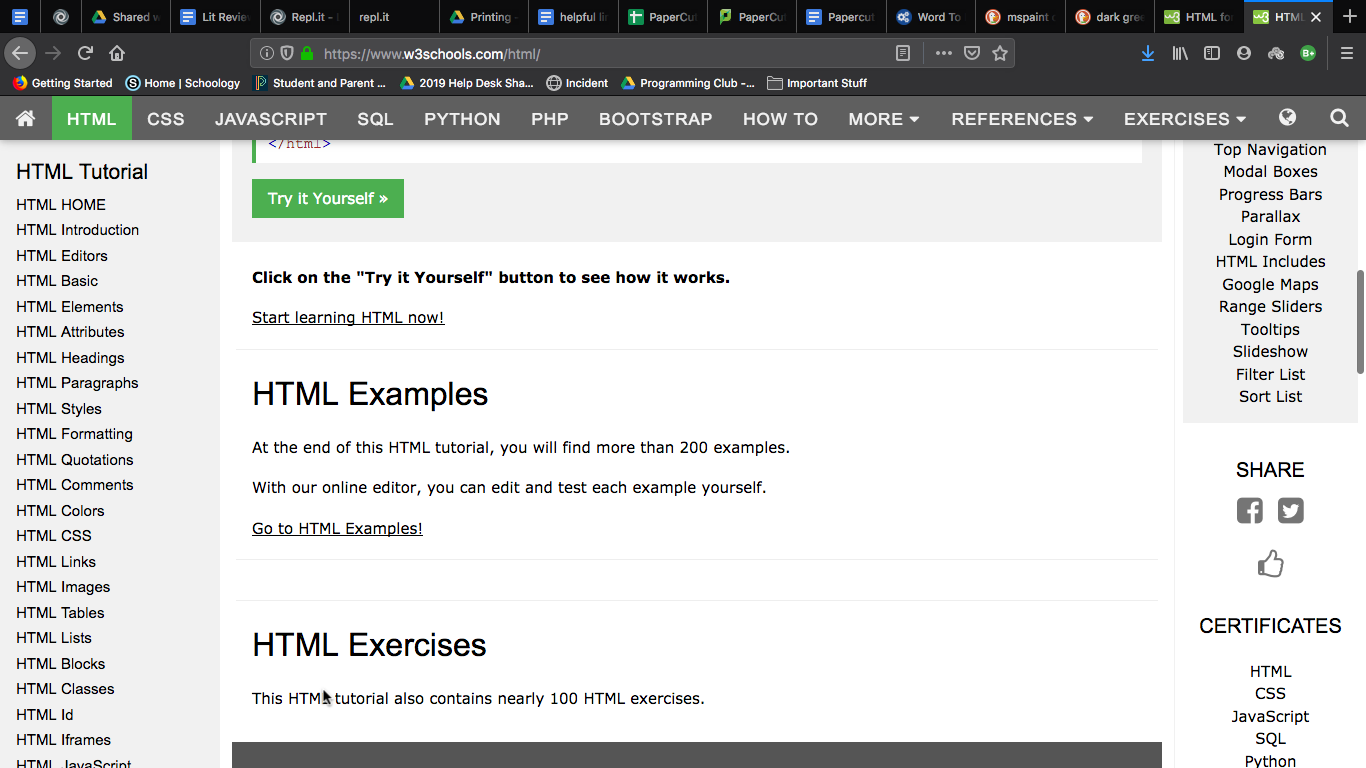 Shared w
Lit Review
Repl.it -
repl.it
Printing -
helpful lin
PaperCut
PaperCut
Papercut
Word To
mspaint c
dark gree
HTML for
HTML
https://www.w3schools.com/html/
Getting Started
Home | Schoology
Student and Parent ...
2019 Help Desk Sha...
Incident
Programming Club -...
Important Stuff
HTML CSS JAVASCRIPT SQL PYTHON PHP BOOTSTRAP HOW TO MORE REFERENCES EXERCISES
HTML Tutorial
HTML HOME
HTML Introduction
HTML Editors
HTML Basic
HTML Elements
HTML Attributes
HTML Headings
HTML Paragraphs
HTML Styles
HTML Formatting
HTML Quotations
HTML Comments
HTML Colors
HTML CSS
HTML Links
HTML Images
HTML Tables
HTML Lists
HTML Blocks
HTML Classes
HTML Id
HTML Iframes
HTML JavaScript
</html>
Try it Yourself »
Click on the "Try it Yourself" button to see how it works.
Start learning HTML now!
HTML Examples
At the end of this HTML tutorial, you will find more than 200 examples.
With our online editor, you can edit and test each example yourself.
Go to HTML Examples!
HTML Exercises
This HTML tutorial also contains nearly 100 HTML exercises.
Top Navigation
Modal Boxes
Progress Bars
Parallax
Login Form
HTML Includes
Google Maps
Range Sliders
Tooltips
Slideshow
Filter List
Sort List
SHARE
CERTIFICATES
HTML
CSS
JavaScript
SQL
Python